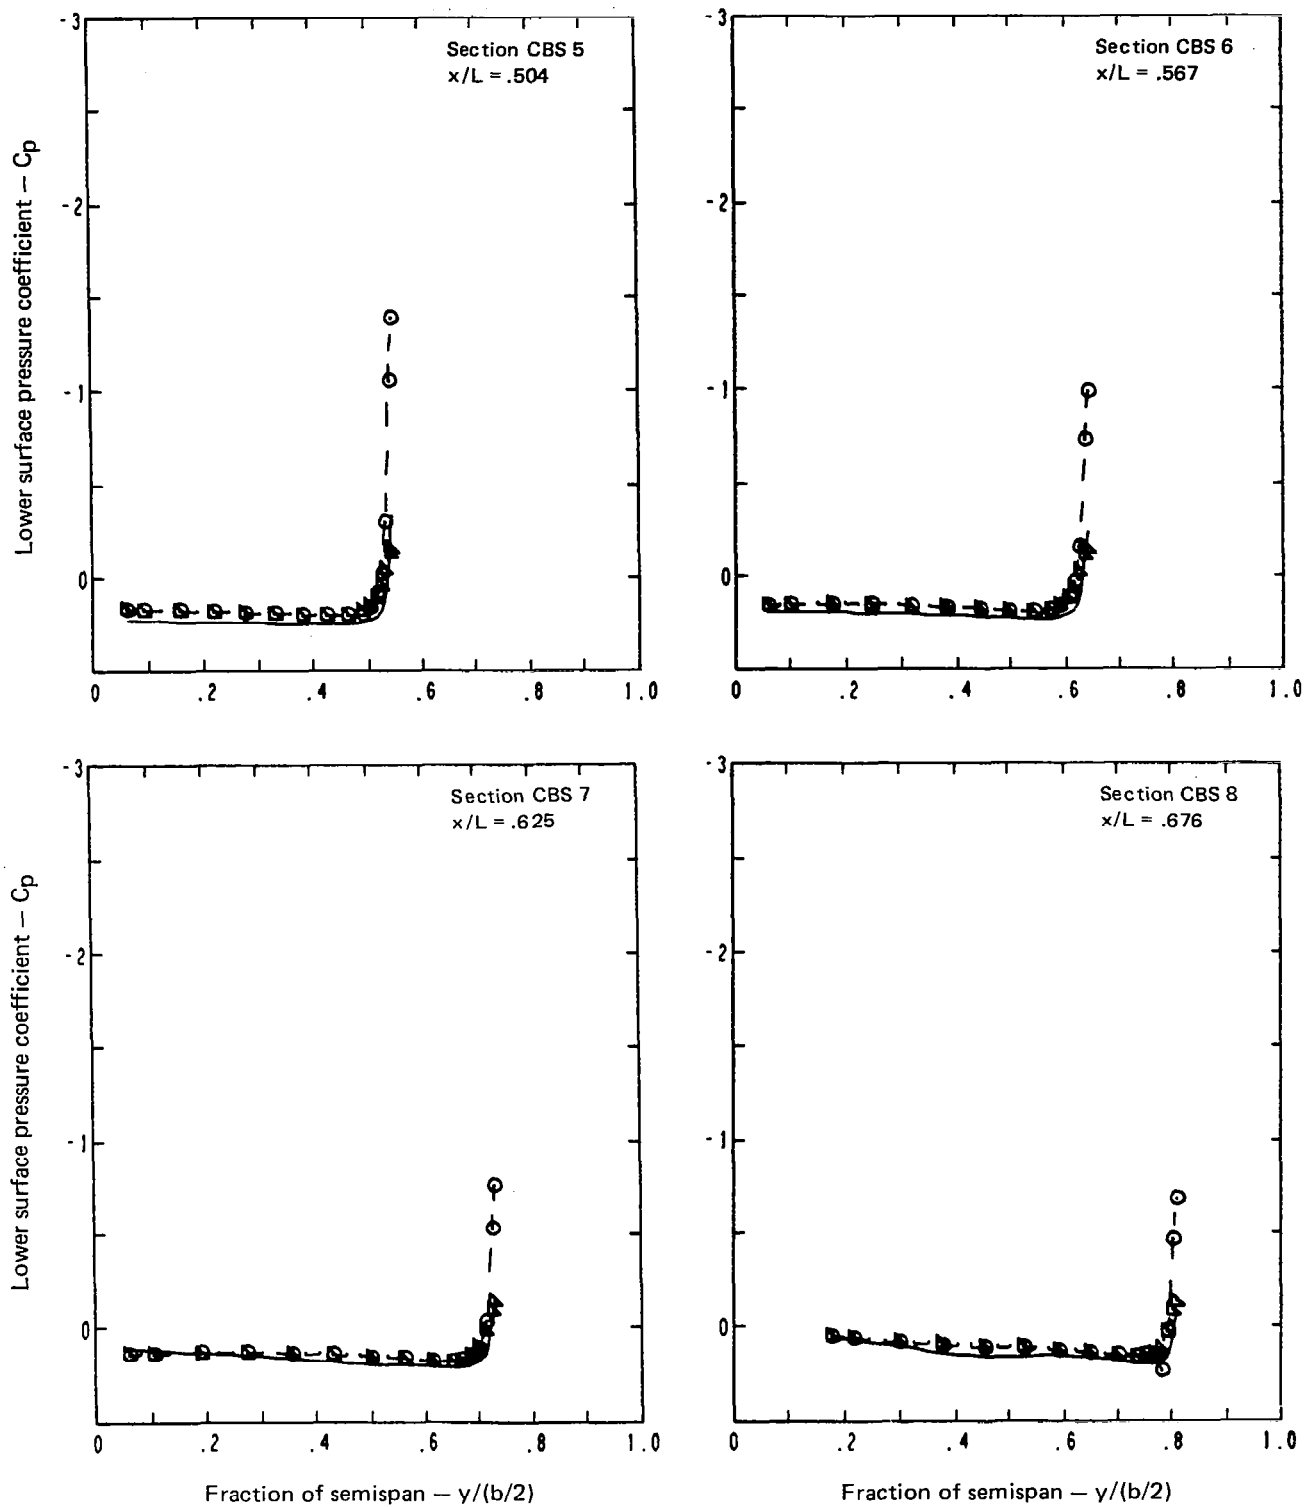 -3
Section CBS 5
x/L = .504
-2
-1
0
Lower surface pressure coefficient — Cp
0 .2 .4 .6 .8 1.0
-3
Section CBS 6
x/L = .567
-2
-1
0
0 .2 .4 .6 .8 1.0
-3
Section CBS 7
x/L = .625
-2
-1
0
Lower surface pressure coefficient — Cp
0 .2 .4 .6 .8 1.0
Fraction of semispan — y/(b/2)
-3
Section CBS 8
x/L = .676
-2
-1
0
0 .2 .4 .6 .8 1.0
Fraction of semispan — y/(b/2)